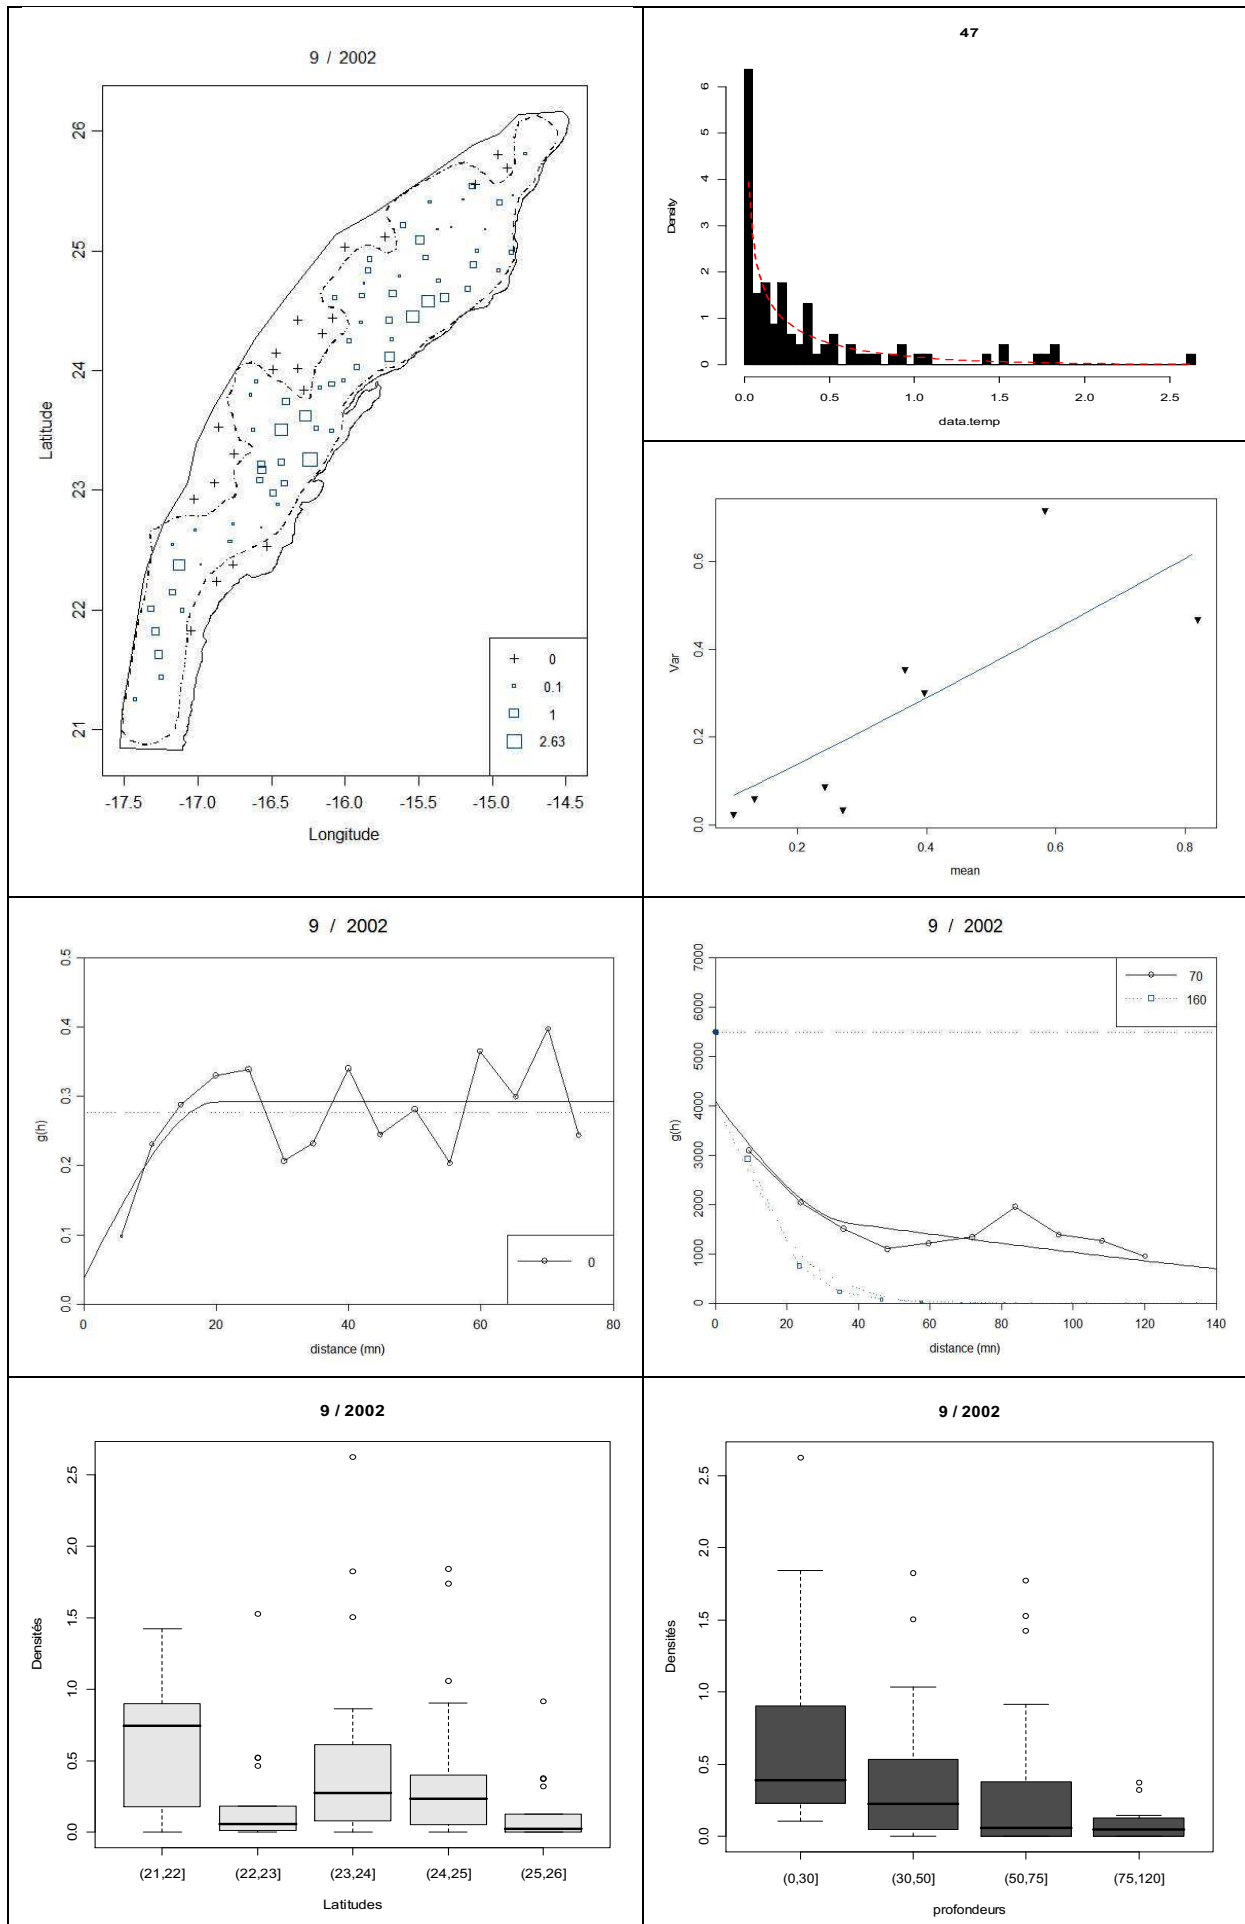 9 / 2002
Latitude
26
25
24
23
22
21
0
0.1
1
2.63
-17.5 -17.0 -16.5 -16.0 -15.5 -15.0 -14.5
Longitude
47
Density
6
5
4
3
2
1
0
0.0 0.5 1.0 1.5 2.0 2.5
data.temp
Var
0.6
0.4
0.2
0.0
0.2 0.4 0.6 0.8
mean
9 / 2002
g(h)
0.5
0.4
0.3
0.2
0.1
0.0
0
0 20 40 60 80
distance (mn)
9 / 2002
g(h)
7000
6000
5000
4000
3000
2000
1000
0
70
160
0 20 40 60 80 100 120 140
distance (mn)
9 / 2002
Densités
2.5
2.0
1.5
1.0
0.5
0.0
(21,22] (22,23] (23,24] (24,25] (25,26]
Latitudes
9 / 2002
Densités
2.5
2.0
1.5
1.0
0.5
0.0
(0,30] (30,50] (50,75] (75,120]
profondeurs